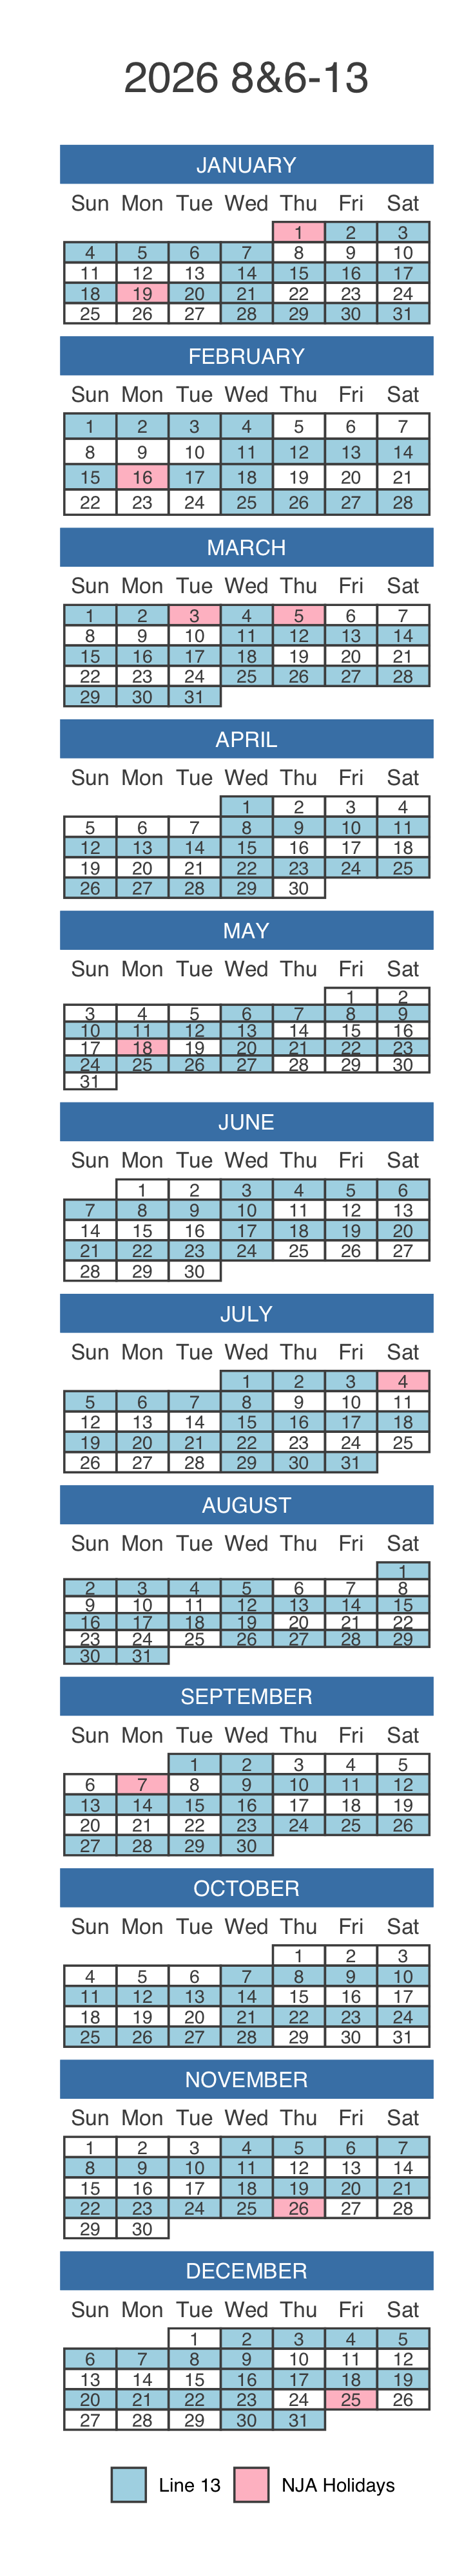 2026 8&6-13
JANUARY
Sun Mon Tue Wed Thu Fri Sat
1 2 3
4 5 6 7 8 9 10
11 12 13 14 15 16 17
18 19 20 21 22 23 24
25 26 27 28 29 30 31
FEBRUARY
Sun Mon Tue Wed Thu Fri Sat
1 2 3 4 5 6 7
8 9 10 11 12 13 14
15 16 17 18 19 20 21
22 23 24 25 26 27 28
MARCH
Sun Mon Tue Wed Thu Fri Sat
1 2 3 4 5 6 7
8 9 10 11 12 13 14
15 16 17 18 19 20 21
22 23 24 25 26 27 28
29 30 31
APRIL
Sun Mon Tue Wed Thu Fri Sat
1 2 3 4
5 6 7 8 9 10 11
12 13 14 15 16 17 18
19 20 21 22 23 24 25
26 27 28 29 30
MAY
Sun Mon Tue Wed Thu Fri Sat
1 2
3 4 5 6 7 8 9
10 11 12 13 14 15 16
17 18 19 20 21 22 23
24 25 26 27 28 29 30
31
JUNE
Sun Mon Tue Wed Thu Fri Sat
1 2 3 4 5 6
7 8 9 10 11 12 13
14 15 16 17 18 19 20
21 22 23 24 25 26 27
28 29 30
JULY
Sun Mon Tue Wed Thu Fri Sat
1 2 3 4
5 6 7 8 9 10 11
12 13 14 15 16 17 18
19 20 21 22 23 24 25
26 27 28 29 30 31
AUGUST
Sun Mon Tue Wed Thu Fri Sat
1
2 3 4 5 6 7 8
9 10 11 12 13 14 15
16 17 18 19 20 21 22
23 24 25 26 27 28 29
30 31
SEPTEMBER
Sun Mon Tue Wed Thu Fri Sat
1 2 3 4 5
6 7 8 9 10 11 12
13 14 15 16 17 18 19
20 21 22 23 24 25 26
27 28 29 30
OCTOBER
Sun Mon Tue Wed Thu Fri Sat
1 2 3
4 5 6 7 8 9 10
11 12 13 14 15 16 17
18 19 20 21 22 23 24
25 26 27 28 29 30 31
NOVEMBER
Sun Mon Tue Wed Thu Fri Sat
1 2 3 4 5 6 7
8 9 10 11 12 13 14
15 16 17 18 19 20 21
22 23 24 25 26 27 28
29 30
DECEMBER
Sun Mon Tue Wed Thu Fri Sat
1 2 3 4 5
6 7 8 9 10 11 12
13 14 15 16 17 18 19
20 21 22 23 24 25 26
27 28 29 30 31
Line 13 NJA Holidays